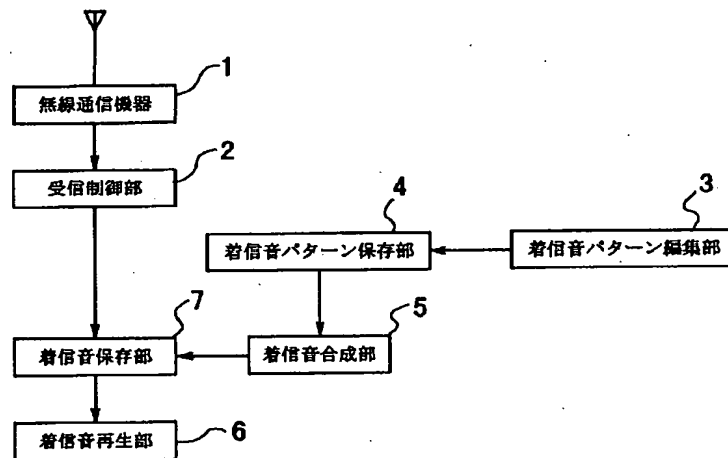 1
無線通信機器
2
受信制御部
4
3
着信音パターン保存部
着信音パターン編集部
7
5
着信音保存部
着信音合成部
着信音再生部
6